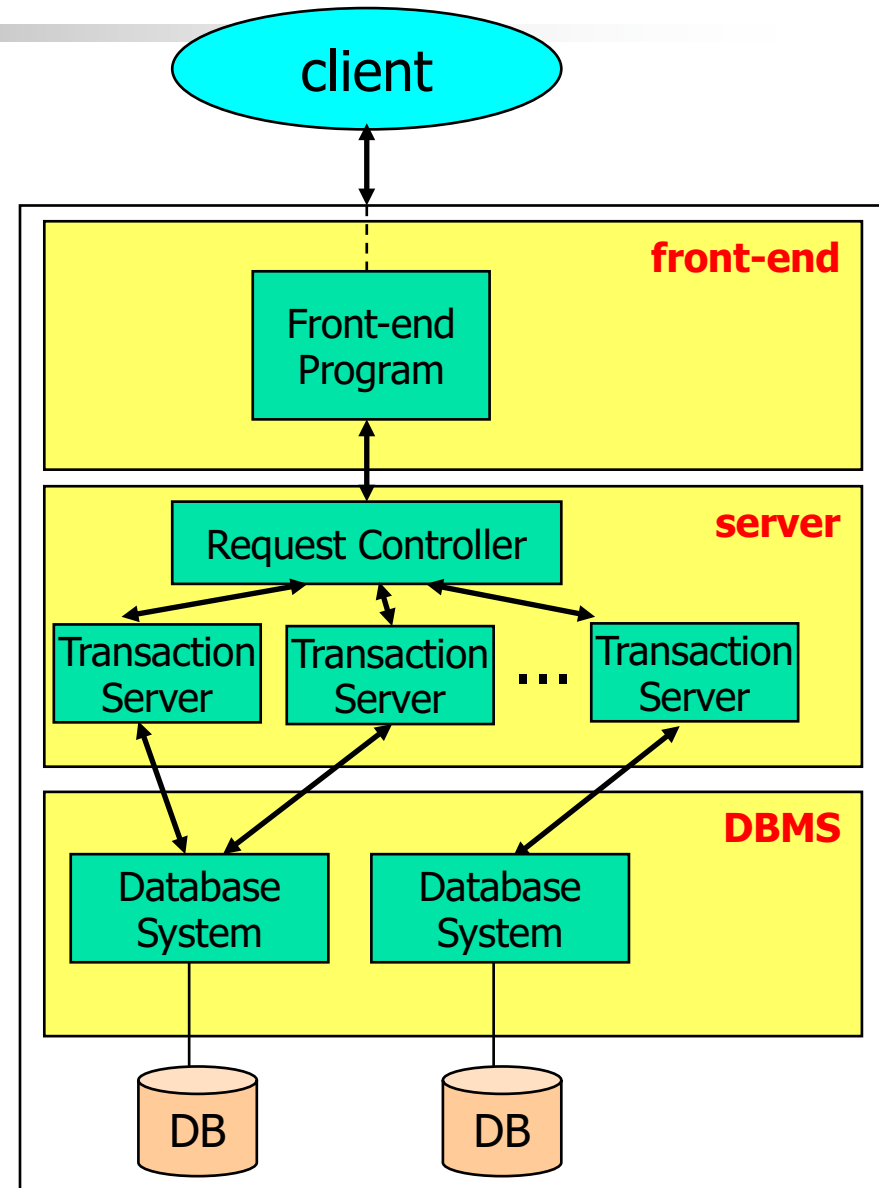 client
front-end
Front-end
Program
server
Request Controller
Transaction
Server
Transaction
Server
...
Transaction
Server
DBMS
Database
System
Database
System
DB
DB